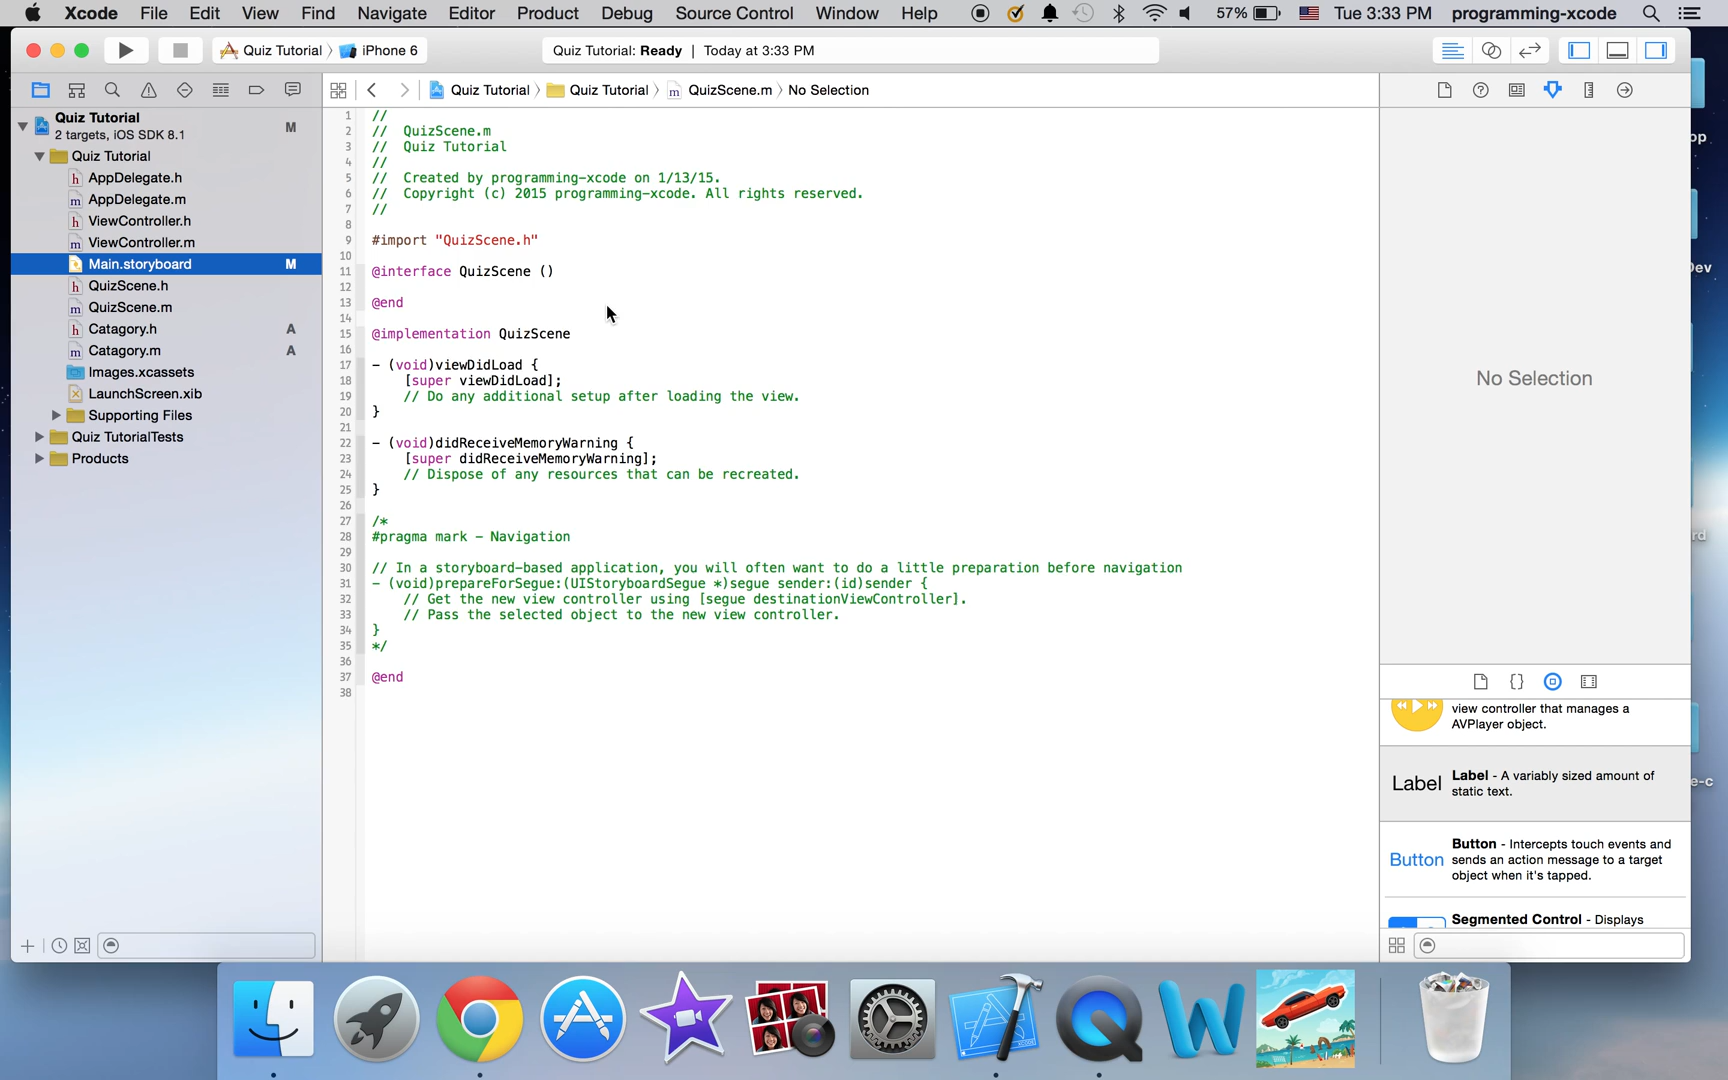 Xcode File Edit View Find Navigate Editor Product Debug Source Control Window Help 57% Tue 3:33 PM programming-xcode
Quiz Tutorial iPhone 6 Quiz Tutorial: Ready | Today at 3:33 PM
Quiz Tutorial Quiz Tutorial m QuizScene.m No Selection
Quiz Tutorial M
2 targets, iOS SDK 8.1
Quiz Tutorial
h AppDelegate.h
m AppDelegate.m
h ViewController.h
m ViewController.m
Main.storyboard M
h QuizScene.h
m QuizScene.m
h Catagory.h A
m Catagory.m A
Images.xcassets
LaunchScreen.xib
Supporting Files
Quiz TutorialTests
Products
1 //
2 //  QuizScene.m
3 //  Quiz Tutorial
4 //
5 //  Created by programming-xcode on 1/13/15.
6 //  Copyright (c) 2015 programming-xcode. All rights reserved.
7 //
8
9 #import "QuizScene.h"
10
11 @interface QuizScene ()
12
13 @end
14
15 @implementation QuizScene
16
17 - (void)viewDidLoad {
18     [super viewDidLoad];
19     // Do any additional setup after loading the view.
20 }
21
22 - (void)didReceiveMemoryWarning {
23     [super didReceiveMemoryWarning];
24     // Dispose of any resources that can be recreated.
25 }
26
27 /*
28 #pragma mark - Navigation
29
30 // In a storyboard-based application, you will often want to do a little preparation before navigation
31 - (void)prepareForSegue:(UIStoryboardSegue *)segue sender:(id)sender {
32     // Get the new view controller using [segue destinationViewController].
33     // Pass the selected object to the new view controller.
34 }
35 */
36
37 @end
38
No Selection
view controller that manages a
AVPlayer object.
Label Label - A variably sized amount of
static text.
Button Button - Intercepts touch events and
sends an action message to a target
object when it's tapped.
Segmented Control - Displays
op
ev
rd
e-c